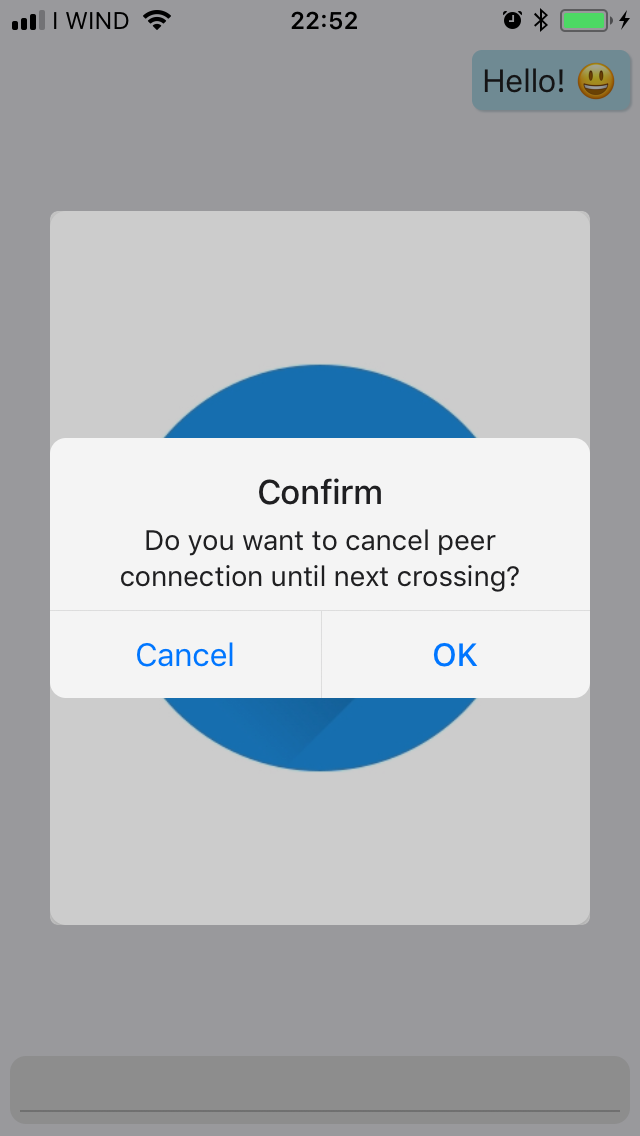 I WIND
22:52
Hello! 😃
Confirm
Do you want to cancel peer
connection until next crossing?
Cancel
OK